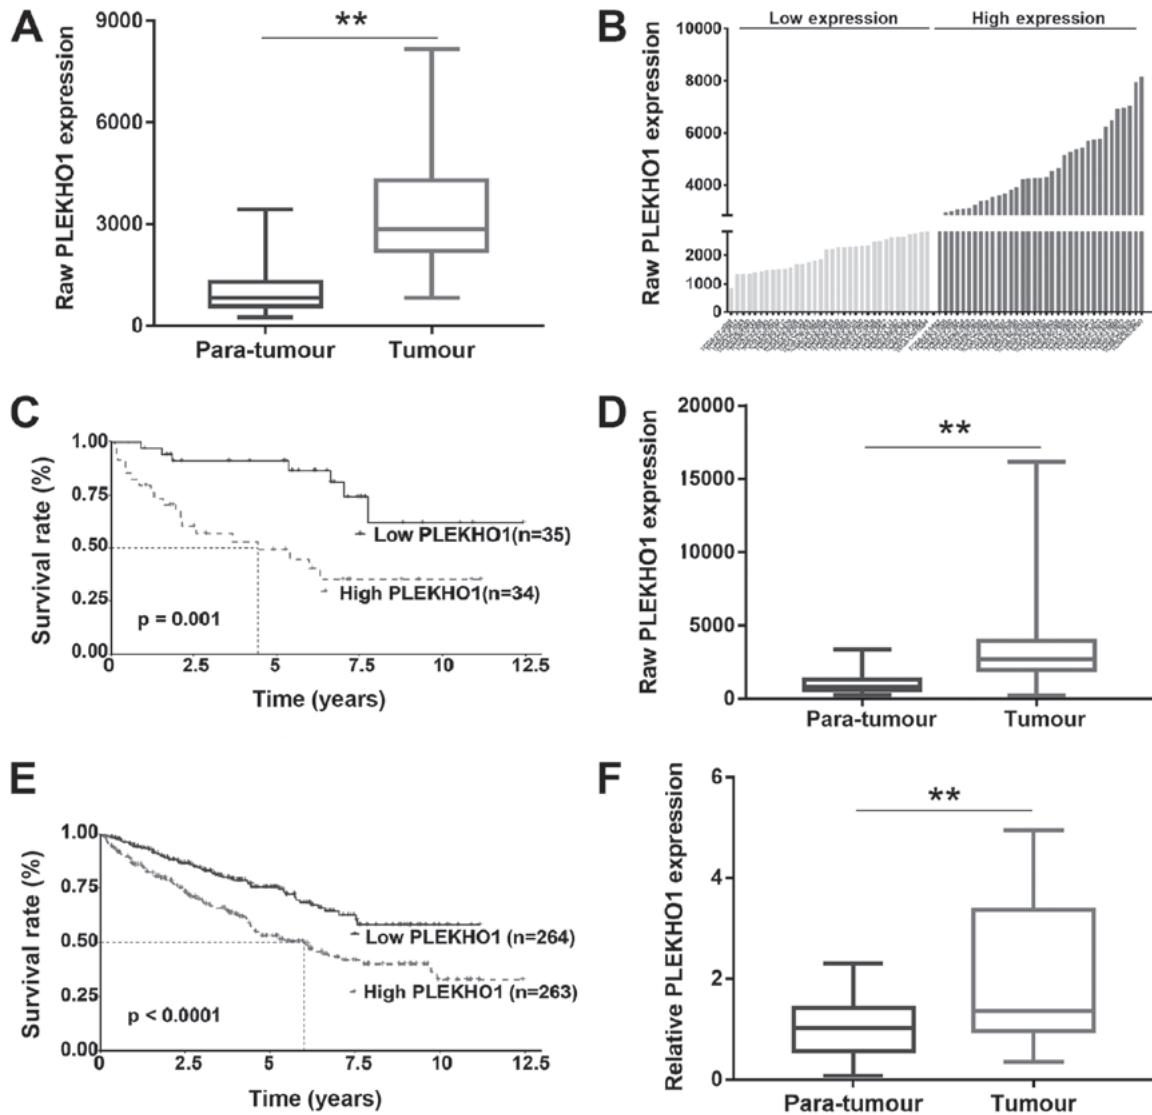 A
Raw PLEKHO1 expression
9000
6000
3000
0
**
Para-tumour
Tumour
B
Raw PLEKHO1 expression
Low expression
High expression
10000
8000
6000
4000
2000
1000
0
C
Survival rate (%)
1.00
0.75
0.50
0.25
0.00
Low PLEKHO1(n=35)
High PLEKHO1(n=34)
p = 0.001
0 2.5 5 7.5 10 12.5
Time (years)
D
Raw PLEKHO1 expression
20000
15000
10000
5000
0
**
Para-tumour
Tumour
E
Survival rate (%)
1.00
0.75
0.50
0.25
0.00
Low PLEKHO1 (n=264)
High PLEKHO1 (n=263)
p < 0.0001
0 2.5 5 7.5 10 12.5
Time (years)
F
Relative PLEKHO1 expression
6
4
2
0
**
Para-tumour
Tumour